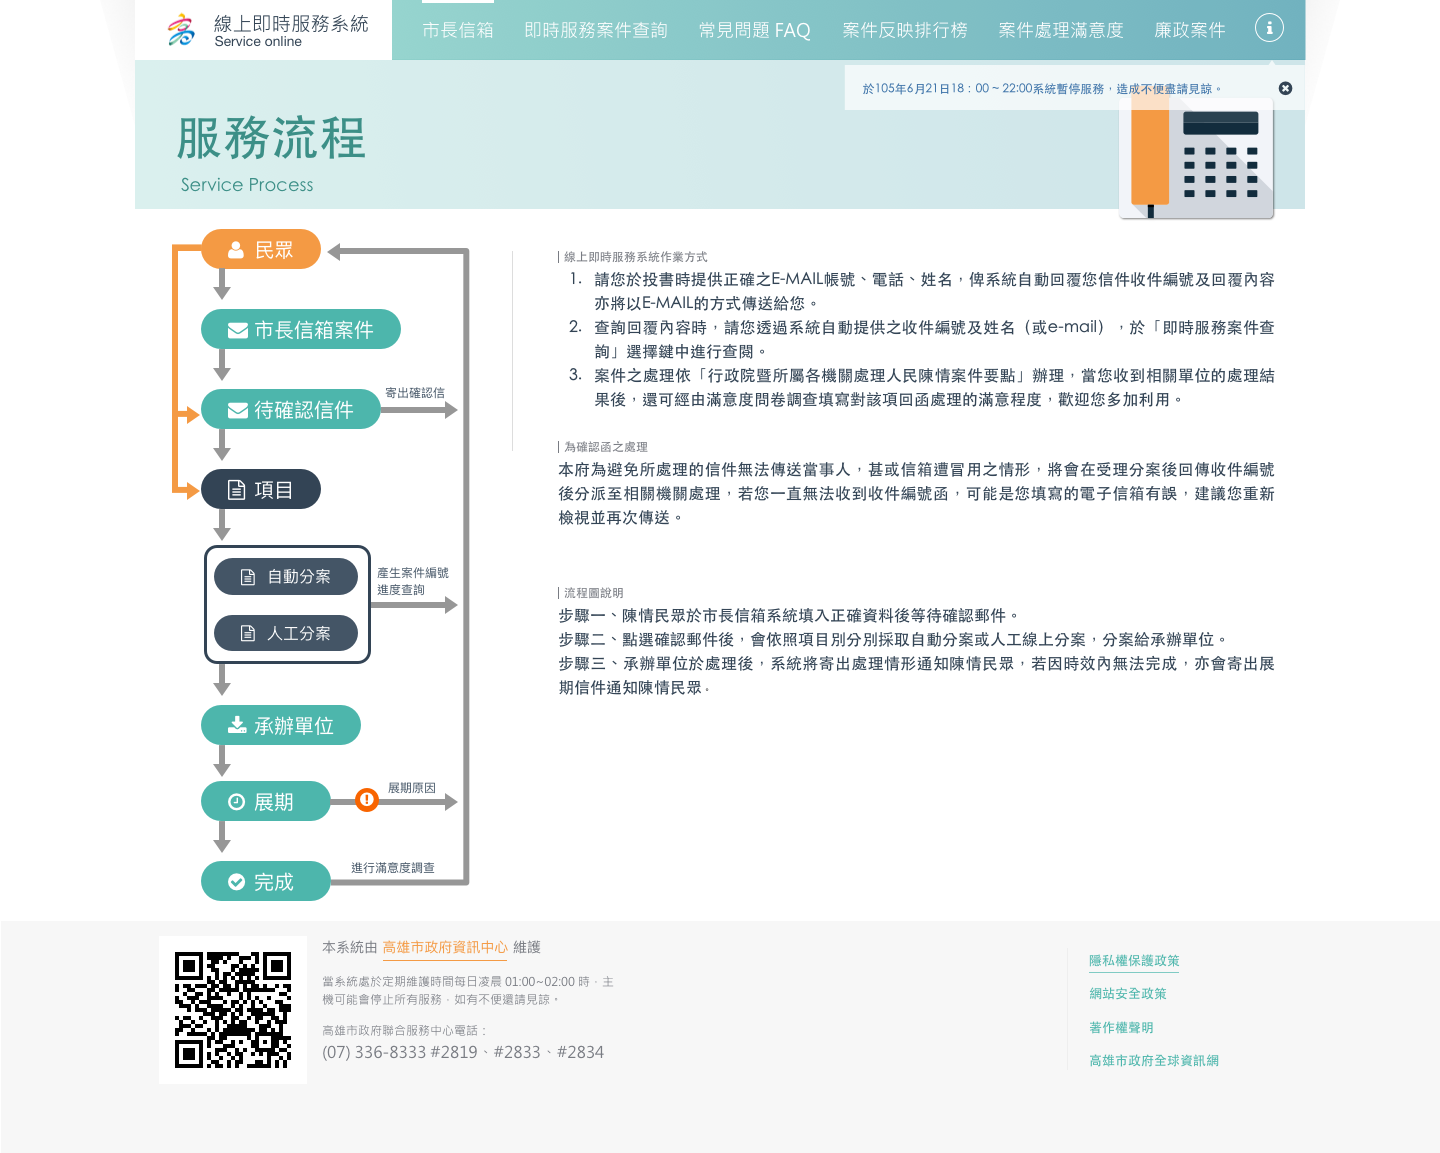 線上即時服務系統
Service online
市長信箱
即時服務案件查詢
常見問題 FAQ
案件反映排行榜
案件處理滿意度
廉政案件
於105年6月21日18：00 ~ 22:00系統暫停服務，造成不便盡請見諒。
服務流程
Service Process
民眾
市長信箱案件
待確認信件
寄出確認信
項目
自動分案
人工分案
產生案件編號
進度查詢
承辦單位
展期
展期原因
完成
進行滿意度調查
線上即時服務系統作業方式
1. 請您於投書時提供正確之E-MAIL帳號、電話、姓名，俾系統自動回覆您信件收件編號及回覆內容
亦將以E-MAIL的方式傳送給您。
2. 查詢回覆內容時，請您透過系統自動提供之收件編號及姓名（或e-mail），於「即時服務案件查
詢」選擇鍵中進行查閱。
3. 案件之處理依「行政院暨所屬各機關處理人民陳情案件要點」辦理，當您收到相關單位的處理結
果後，還可經由滿意度問卷調查填寫對該項回函處理的滿意程度，歡迎您多加利用。
為確認函之處理
本府為避免所處理的信件無法傳送當事人，甚或信箱遭冒用之情形，將會在受理分案後回傳收件編號
後分派至相關機關處理，若您一直無法收到收件編號函，可能是您填寫的電子信箱有誤，建議您重新
檢視並再次傳送。
流程圖說明
步驟一、陳情民眾於市長信箱系統填入正確資料後等待確認郵件。
步驟二、點選確認郵件後，會依照項目別分別採取自動分案或人工線上分案，分案給承辦單位。
步驟三、承辦單位於處理後，系統將寄出處理情形通知陳情民眾，若因時效內無法完成，亦會寄出展
期信件通知陳情民眾。
本系統由 高雄市政府資訊中心 維護
當系統處於定期維護時間每日凌晨 01:00~02:00 時，主
機可能會停止所有服務，如有不便還請見諒。
高雄市政府聯合服務中心電話：
(07) 336-8333 #2819、#2833、#2834
隱私權保護政策
網站安全政策
著作權聲明
高雄市政府全球資訊網